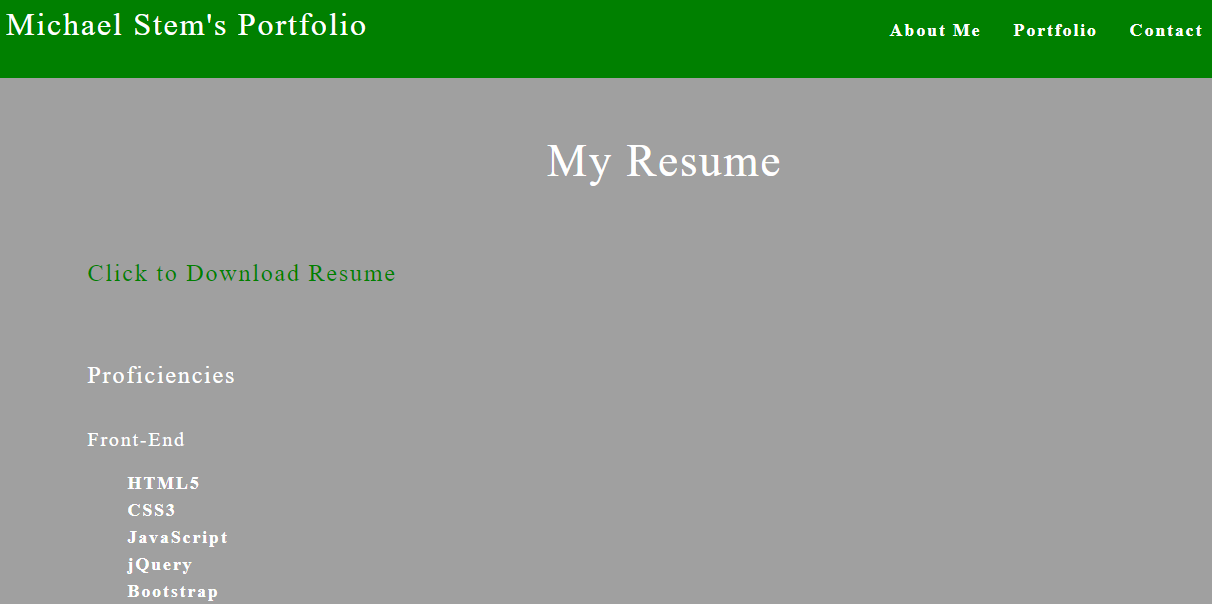 Michael Stem's Portfolio
About Me Portfolio Contact
My Resume
Click to Download Resume
Proficiencies
Front-End
HTML5
CSS3
JavaScript
jQuery
Bootstrap